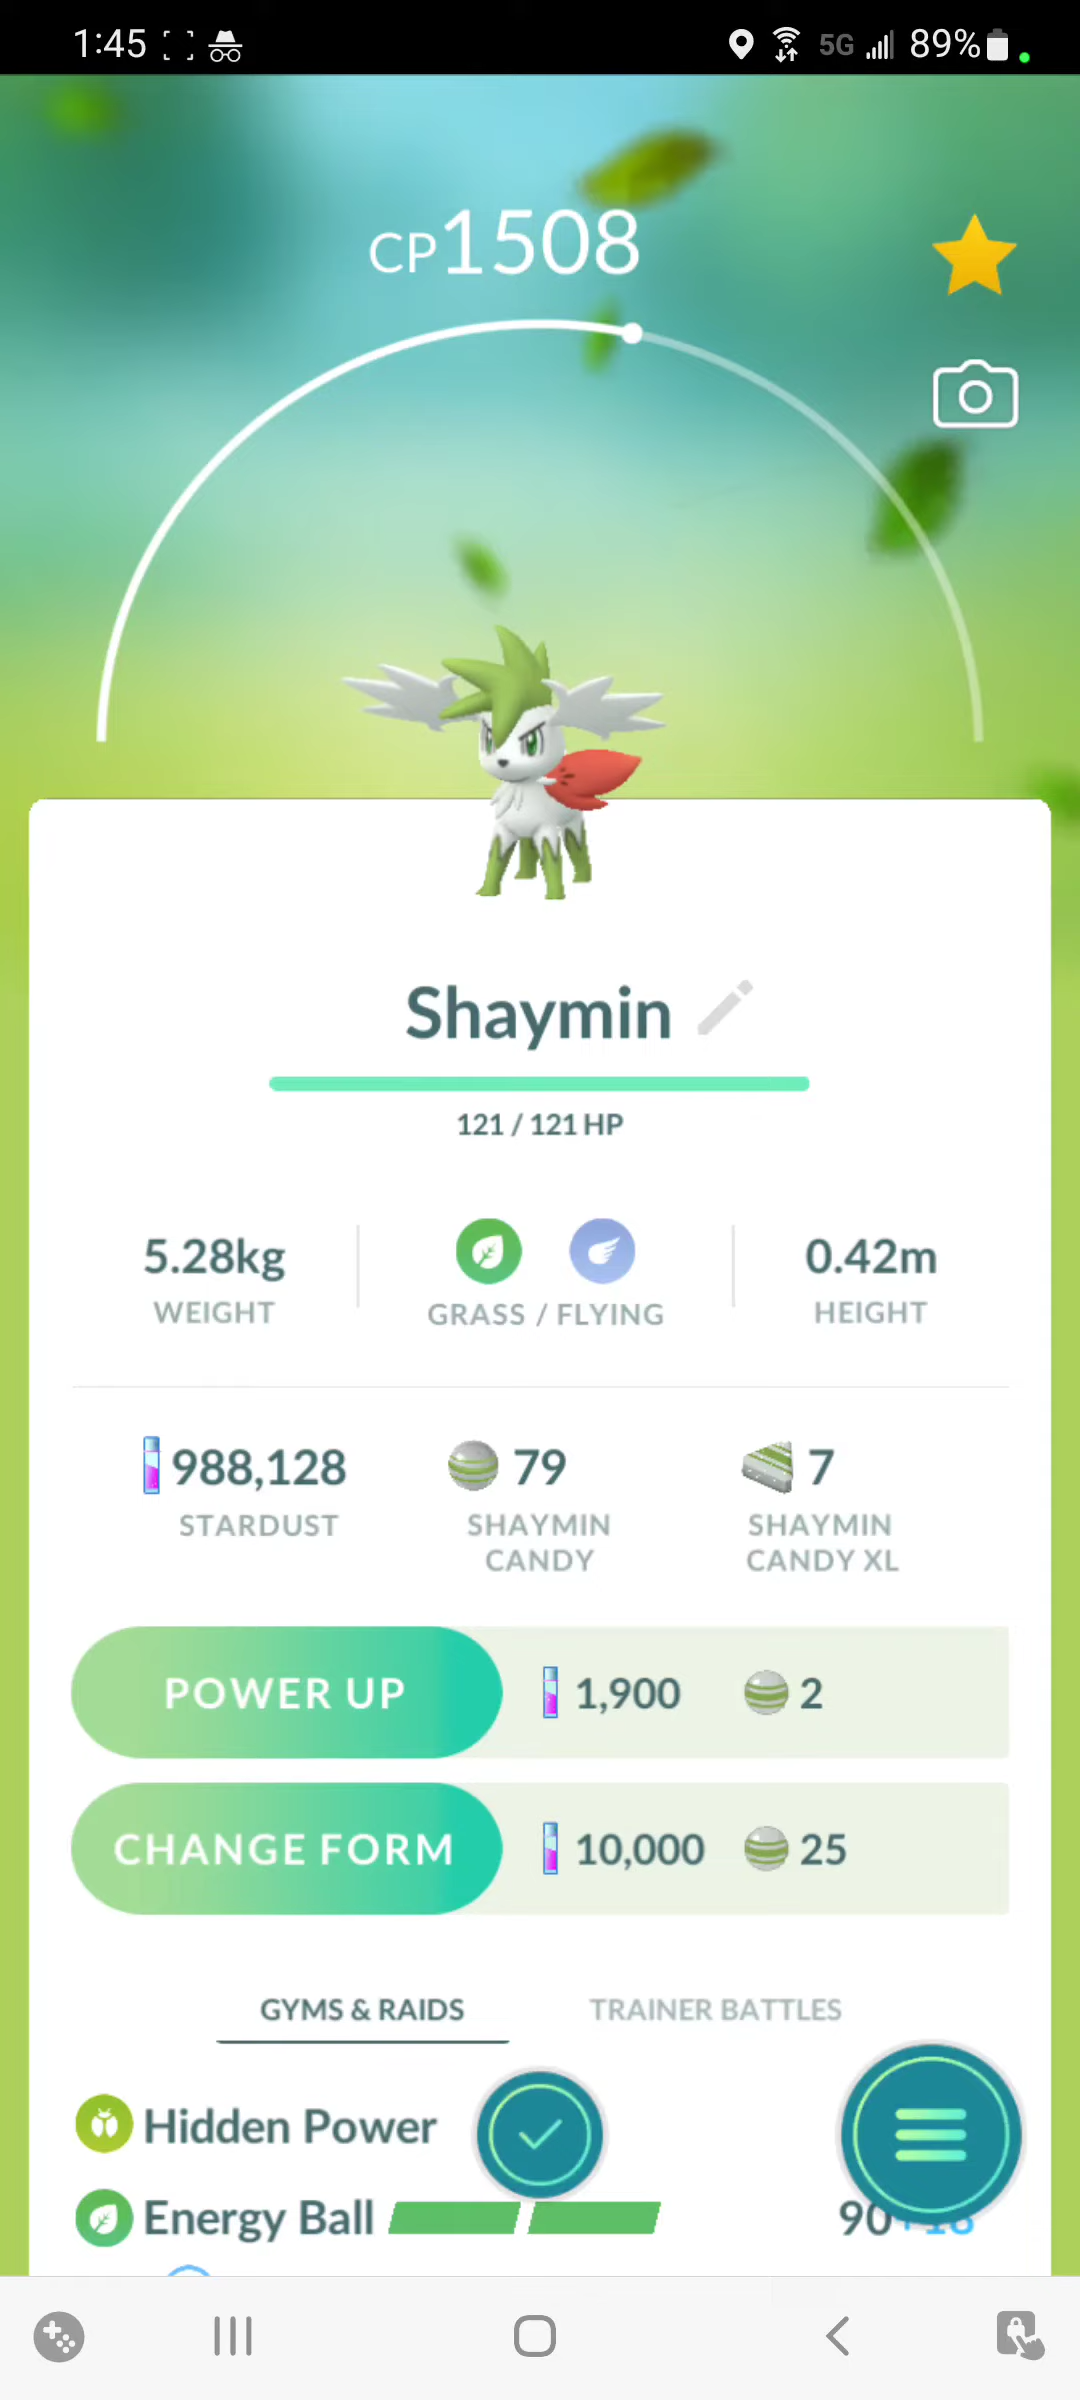 1:45 5G 89%
CP1508
Shaymin
121 / 121 HP
5.28kg GRASS / FLYING 0.42m
WEIGHT HEIGHT
988,128 79 7
STARDUST SHAYMIN CANDY SHAYMIN CANDY XL
POWER UP 1,900 2
CHANGE FORM 10,000 25
GYMS & RAIDS TRAINER BATTLES
Hidden Power
Energy Ball 90